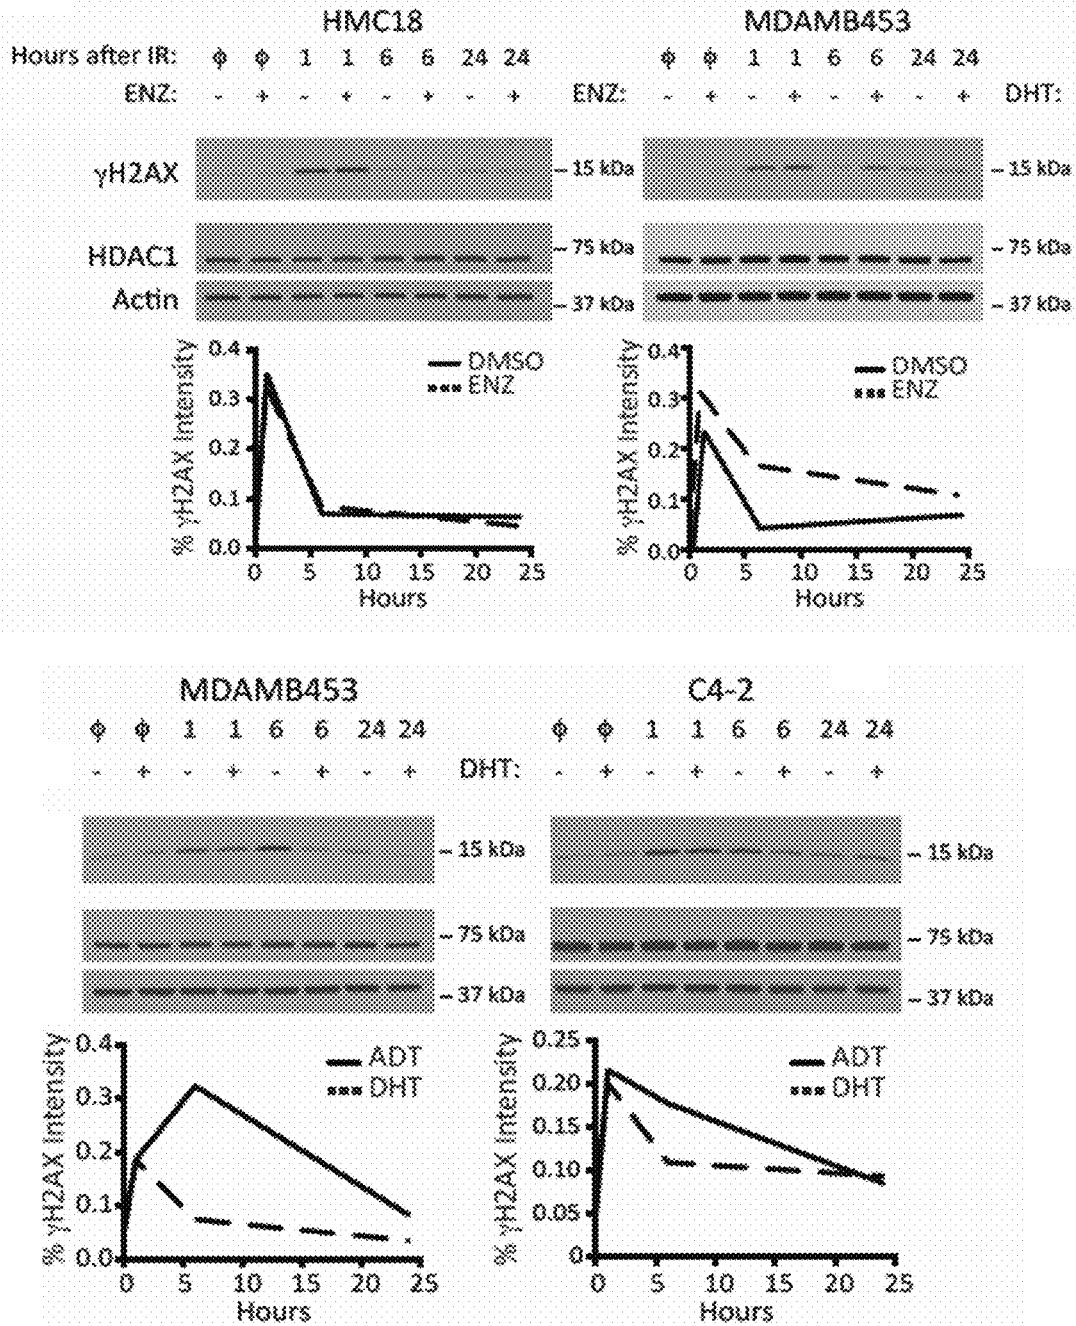 HMC18 MDAMB453
Hours after IR: ϕ ϕ 1 1 6 6 24 24 ϕ ϕ 1 1 6 6 24 24
ENZ: - + - + - + - + ENZ: - + - + - + - + DHT:
γH2AX – 15 kDa – 15 kDa
HDAC1 – 75 kDa – 75 kDa
Actin – 37 kDa – 37 kDa
% γH2AX Intensity
0.4
0.3
0.2
0.1
0.0
DMSO
ENZ
0 5 10 15 20 25
Hours
% γH2AX Intensity
0.4
0.3
0.2
0.1
0.0
DMSO
ENZ
0 5 10 15 20 25
Hours
MDAMB453 C4-2
ϕ ϕ 1 1 6 6 24 24 ϕ ϕ 1 1 6 6 24 24
- + - + - + - + DHT: - + - + - + - +
– 15 kDa – 15 kDa
– 75 kDa – 75 kDa
– 37 kDa – 37 kDa
% γH2AX Intensity
0.4
0.3
0.2
0.1
0.0
ADT
DHT
0 5 10 15 20 25
Hours
% γH2AX Intensity
0.25
0.20
0.15
0.10
0.05
0
ADT
DHT
0 5 10 15 20 25
Hours